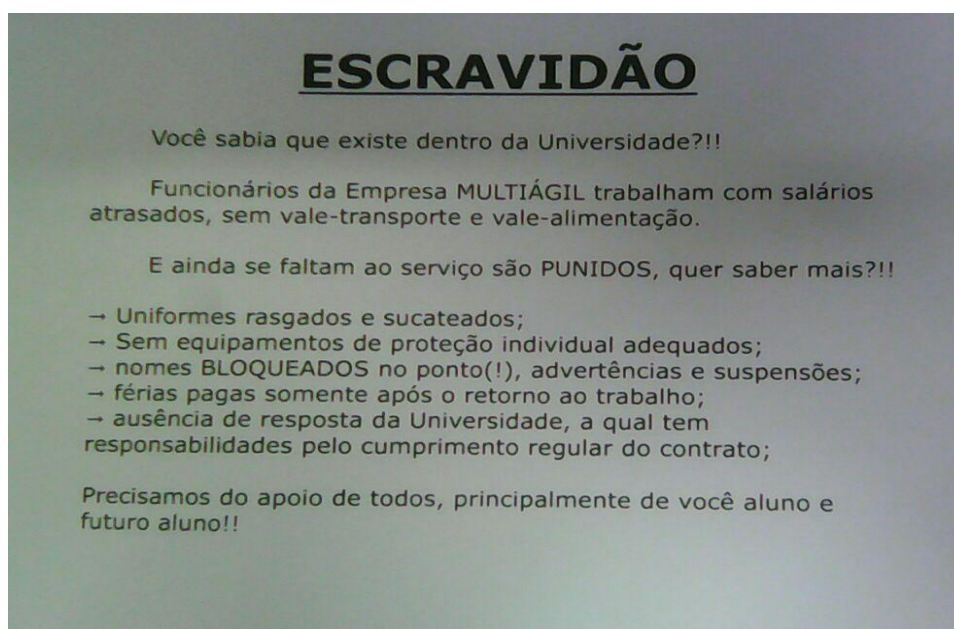 ESCRAVIDÃO
Você sabia que existe dentro da Universidade?!!
Funcionários da Empresa MULTIÁGIL trabalham com salários
atrasados, sem vale-transporte e vale-alimentação.
E ainda se faltam ao serviço são PUNIDOS, quer saber mais?!!
→ Uniformes rasgados e sucateados;
→ Sem equipamentos de proteção individual adequados;
→ nomes BLOQUEADOS no ponto(!), advertências e suspensões;
→ férias pagas somente após o retorno ao trabalho;
→ ausência de resposta da Universidade, a qual tem
responsabilidades pelo cumprimento regular do contrato;
Precisamos do apoio de todos, principalmente de você aluno e
futuro aluno!!